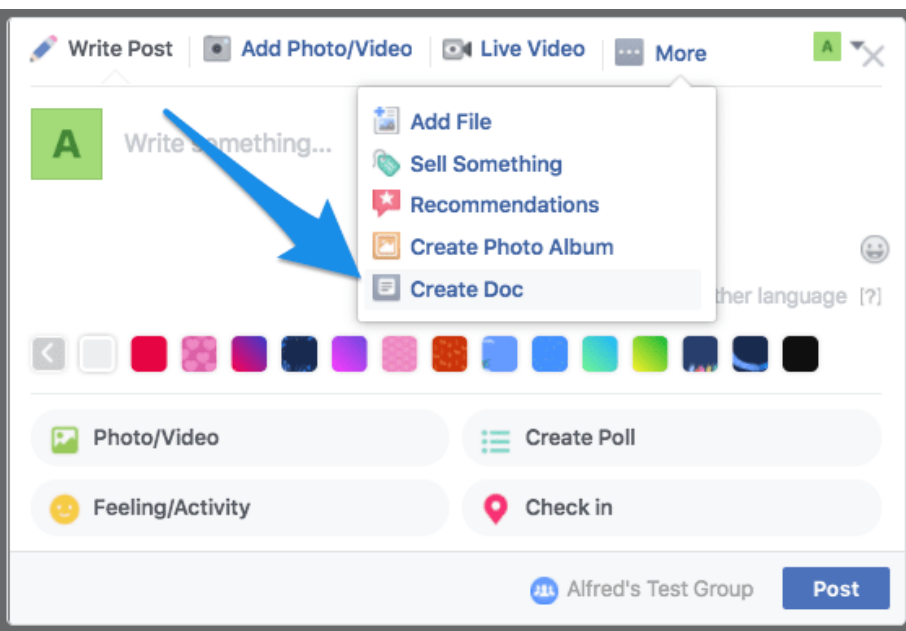 Write Post Add Photo/Video Live Video More A
A Write something...
Add File
Sell Something
Recommendations
Create Photo Album
Create Doc
language [?]
Photo/Video Create Poll
Feeling/Activity Check in
Alfred's Test Group Post